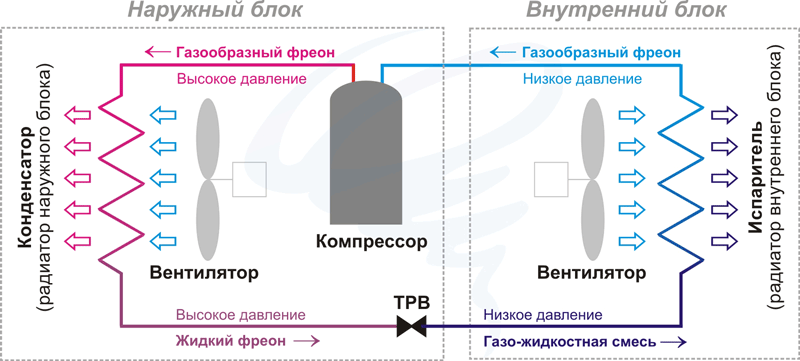 Наружный блок
Внутренний блок
Газообразный фреон
Высокое давление
Газообразный фреон
Низкое давление
Конденсатор
(радиатор наружного блока)
Вентилятор
Компрессор
Вентилятор
Испаритель
(радиатор внутреннего блока)
ТРВ
Высокое давление
Жидкий фреон
Низкое давление
Газо-жидкостная смесь